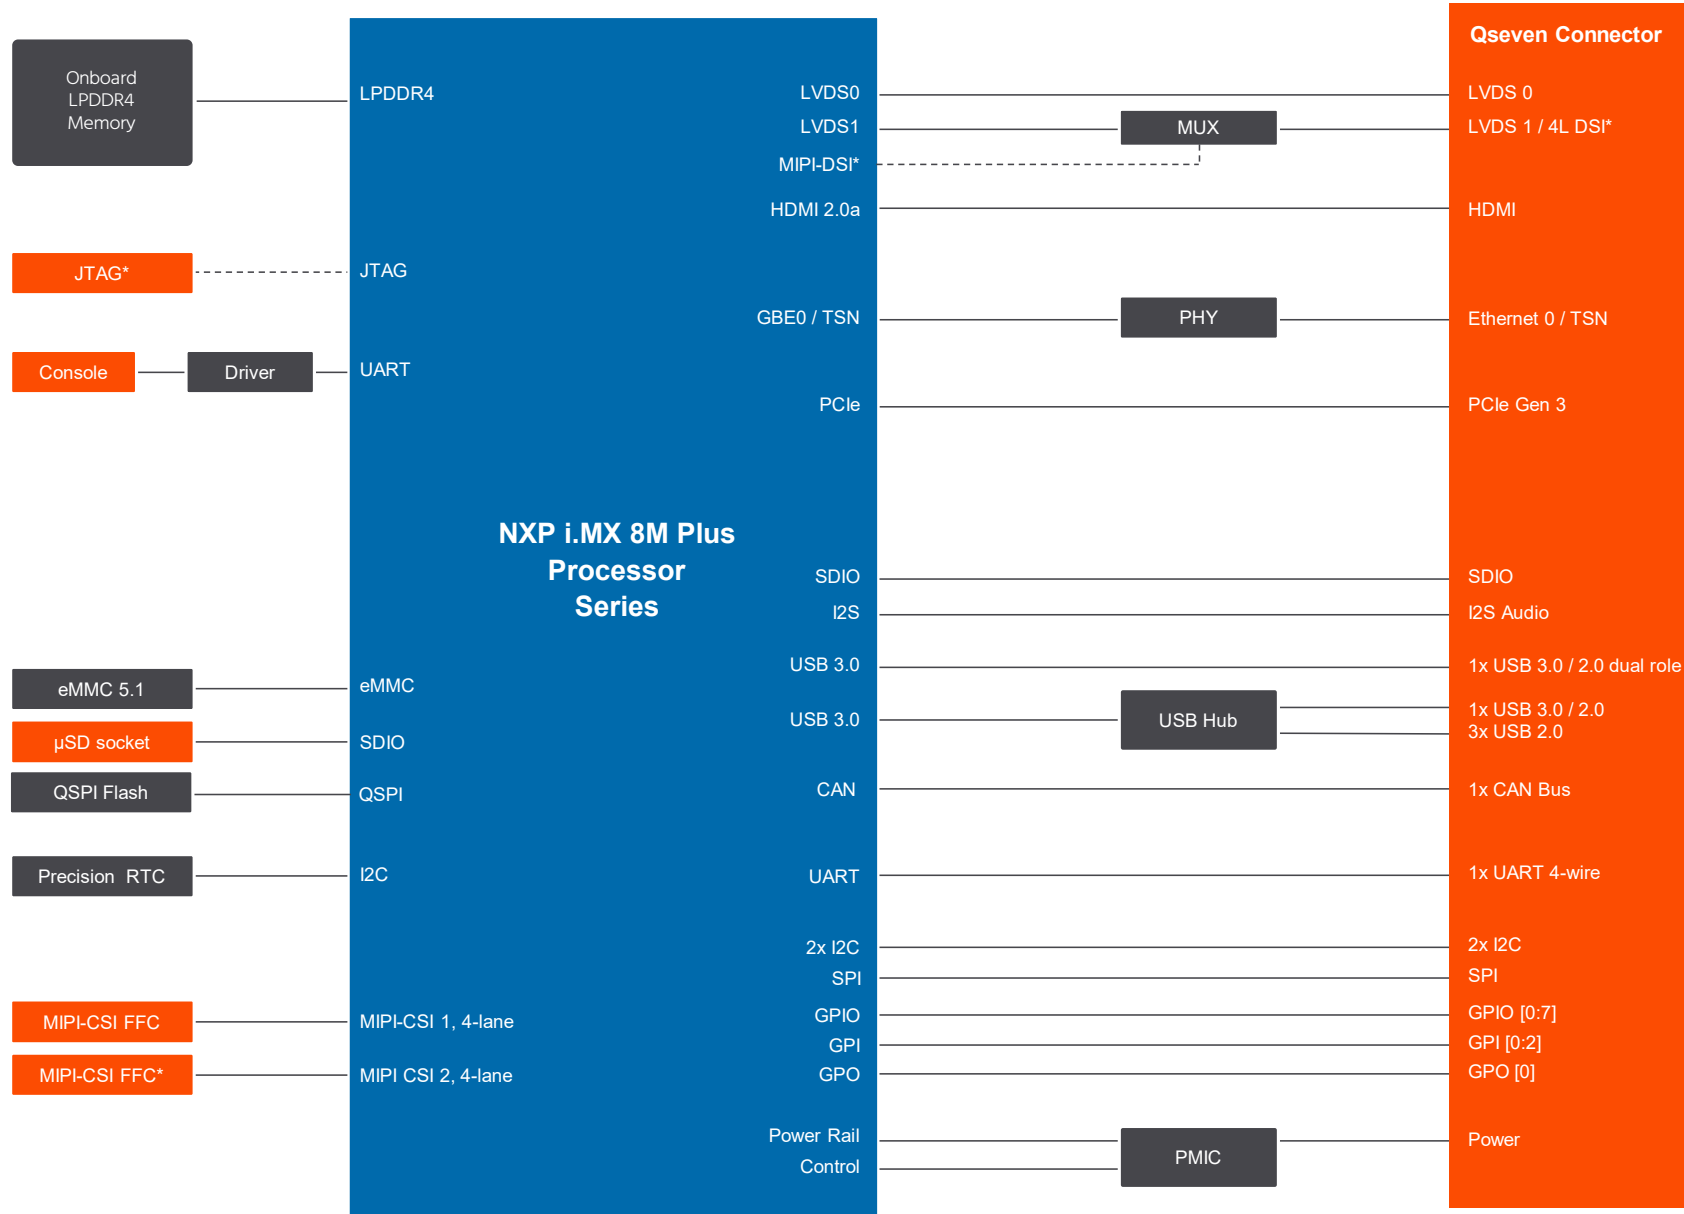 Onboard
LPDDR4
Memory
JTAG*
Console
Driver
eMMC 5.1
µSD socket
QSPI Flash
Precision RTC
MIPI-CSI FFC
MIPI-CSI FFC*
LPDDR4
JTAG
UART
eMMC
SDIO
QSPI
I2C
MIPI-CSI 1, 4-lane
MIPI CSI 2, 4-lane
NXP i.MX 8M Plus
Processor
Series
LVDS0
LVDS1
MIPI-DSI*
HDMI 2.0a
GBE0 / TSN
PCIe
SDIO
I2S
USB 3.0
USB 3.0
CAN
UART
2x I2C
SPI
GPIO
GPI
GPO
Power Rail
Control
MUX
PHY
USB Hub
PMIC
Qseven Connector
LVDS 0
LVDS 1 / 4L DSI*
HDMI
Ethernet 0 / TSN
PCIe Gen 3
SDIO
I2S Audio
1x USB 3.0 / 2.0 dual role
1x USB 3.0 / 2.0
3x USB 2.0
1x CAN Bus
1x UART 4-wire
2x I2C
SPI
GPIO [0:7]
GPI [0:2]
GPO [0]
Power